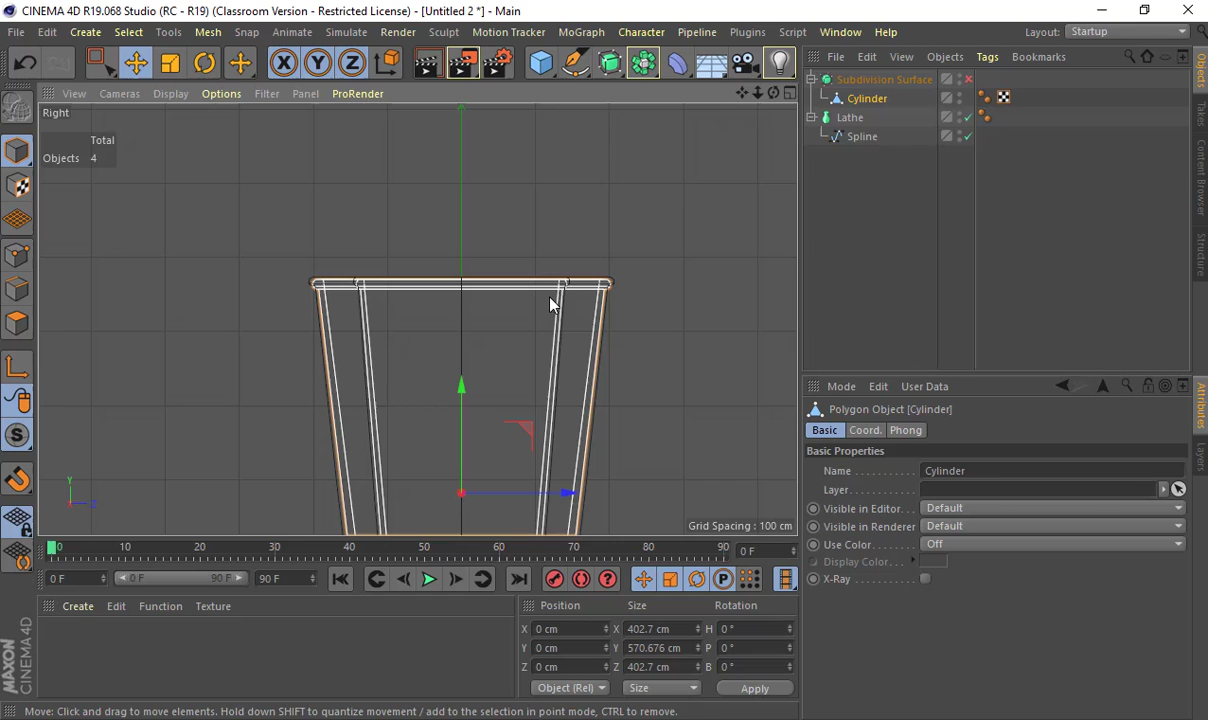 CINEMA 4D R19.068 Studio (RC - R19) (Classroom Version - Restricted License) - [Untitled 2 *] - Main
File Edit Create Select Tools Mesh Snap Animate Simulate Render Sculpt Motion Tracker MoGraph Character Pipeline Plugins Script Window Help Layout: Startup
X Y Z
File Edit View Objects Tags Bookmarks
Subdivision Surface
Cylinder
Lathe
Spline
View Cameras Display Options Filter Panel ProRender
Right
Total
Objects 4
Y
Z
Grid Spacing : 100 cm
Objects
Takes
Content Browser
Structure
Attributes
Layers
Mode Edit User Data
Polygon Object [Cylinder]
Basic Coord. Phong
Basic Properties
Name Cylinder
Layer
Visible in Editor Default
Visible in Renderer Default
Use Color Off
Display Color
X-Ray
0 10 20 30 40 50 60 70 80 90 0 F
0 F 0 F 90 F 90 F
P
Create Edit Function Texture
Position Size Rotation
X 0 cm X 402.7 cm H 0 °
Y 0 cm Y 570.676 cm P 0 °
Z 0 cm Z 402.7 cm B 0 °
Object (Rel) Size Apply
MAXON CINEMA 4D
Move: Click and drag to move elements. Hold down SHIFT to quantize movement / add to the selection in point mode, CTRL to remove.